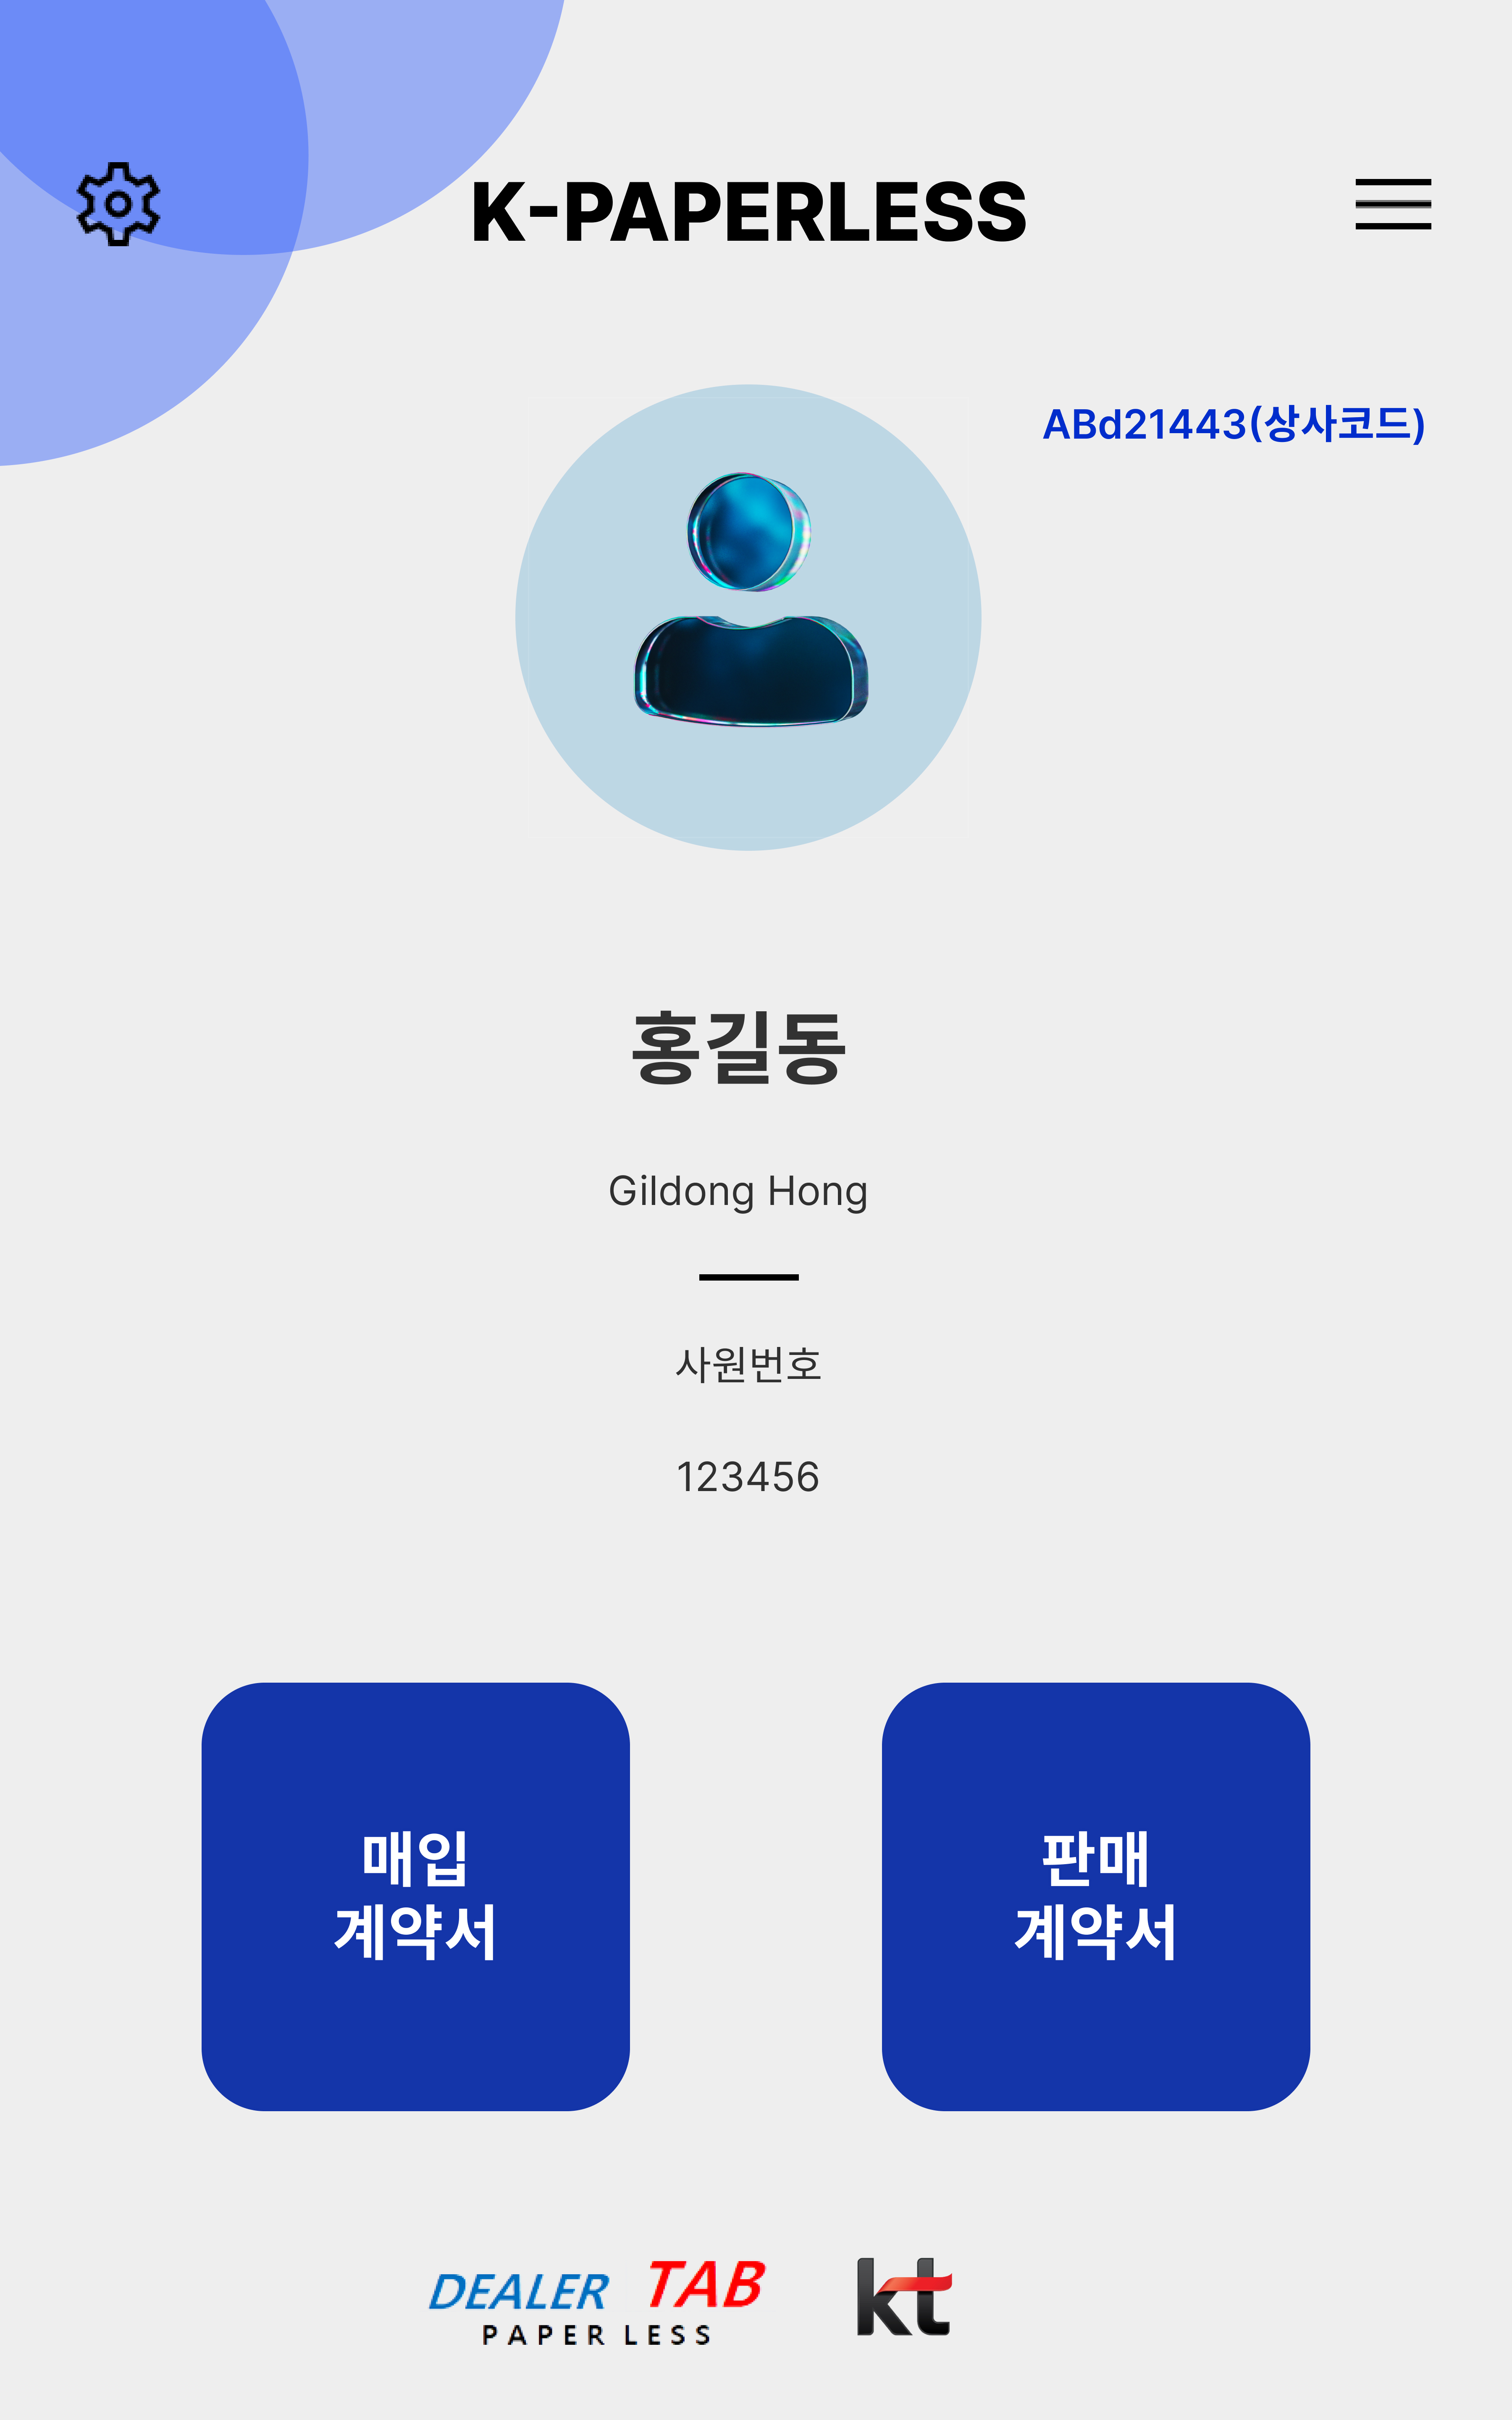 K-PAPERLESS
ABd21443(상사코드)
홍길동
Gildong Hong
사원번호
123456
매입
계약서
판매
계약서
DEALER TAB
PAPER LESS
kt